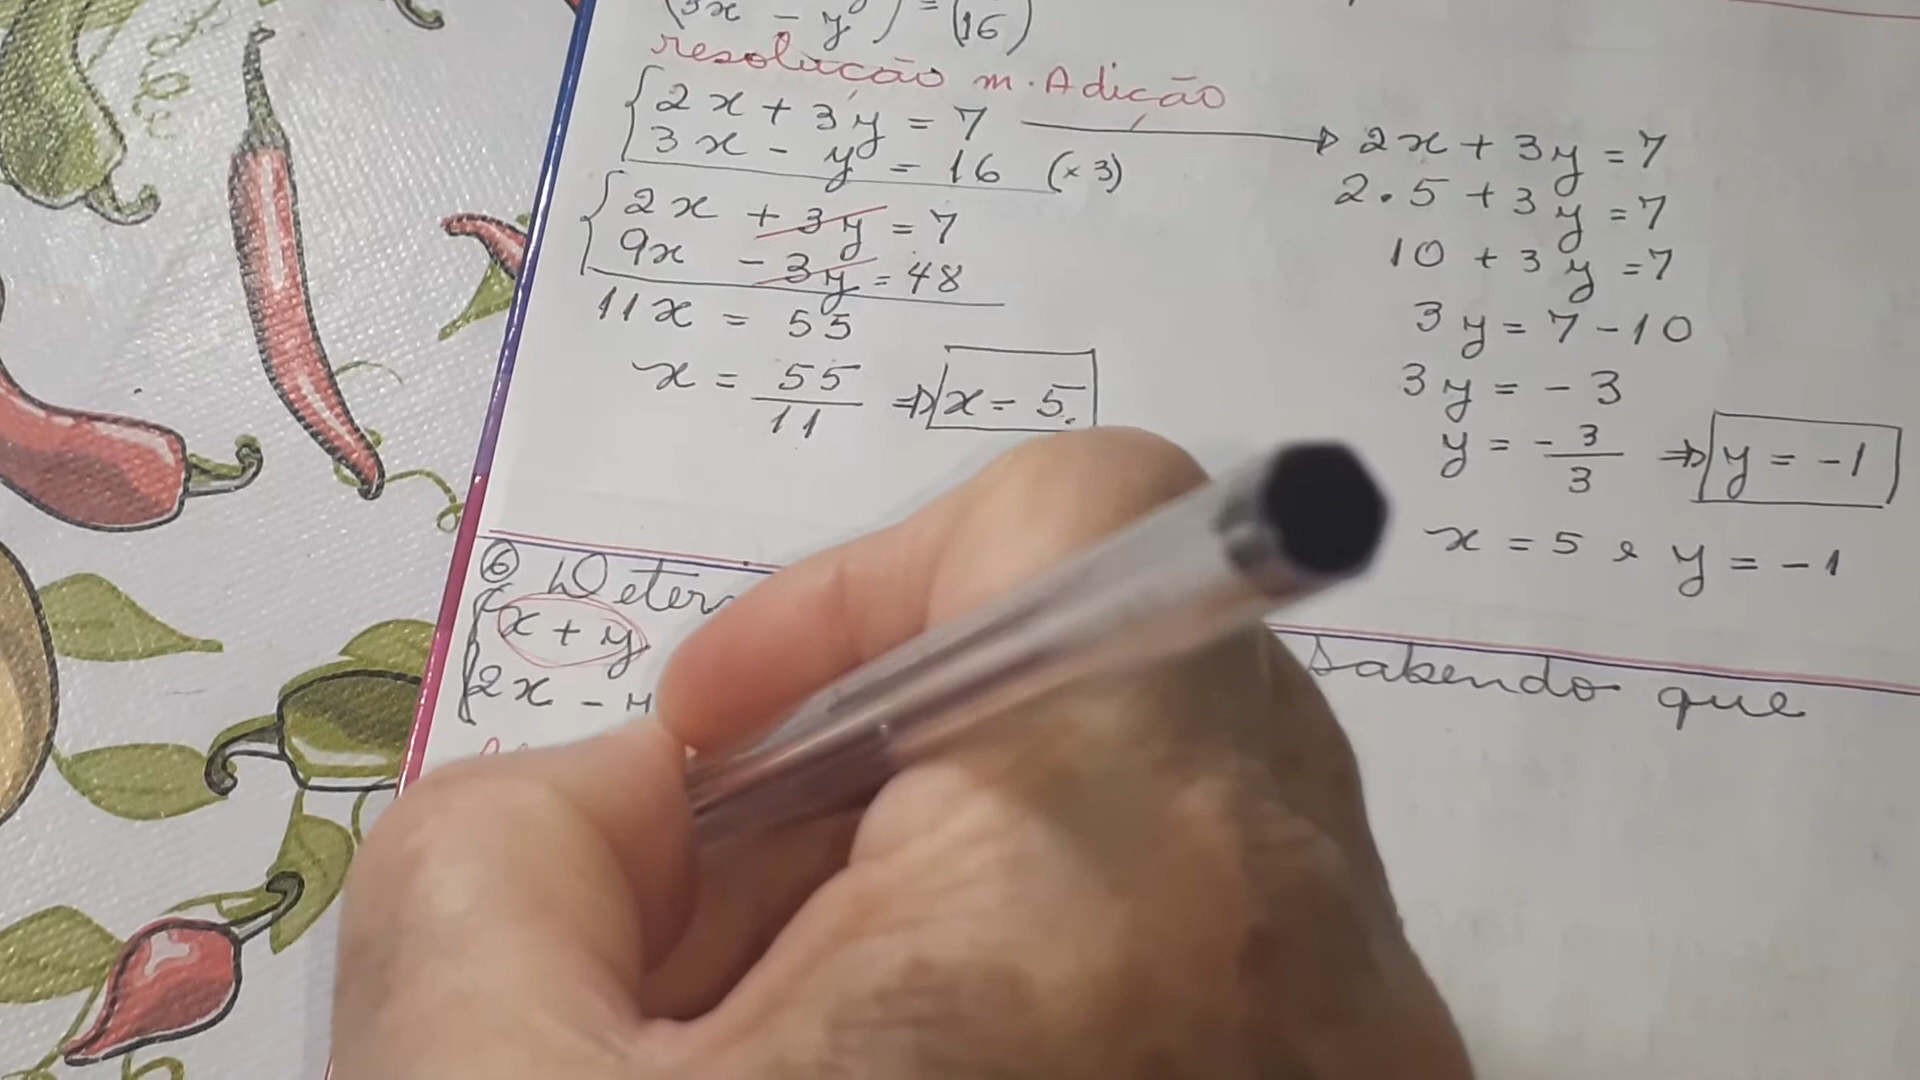 (3x - y) = (16)
resolução m. Adição
{2x + 3y = 7
3x - y = 16 (×3)
{2x + 3y = 7
9x - 3y = 48
11x = 55
x = 55/11 ⇒ x = 5.
2x + 3y = 7
2.5 + 3y = 7
10 + 3y = 7
3y = 7 - 10
3y = -3
y = -3/3 ⇒ y = -1
x = 5 e y = -1
⑥ sabendo que
x + y
2x -